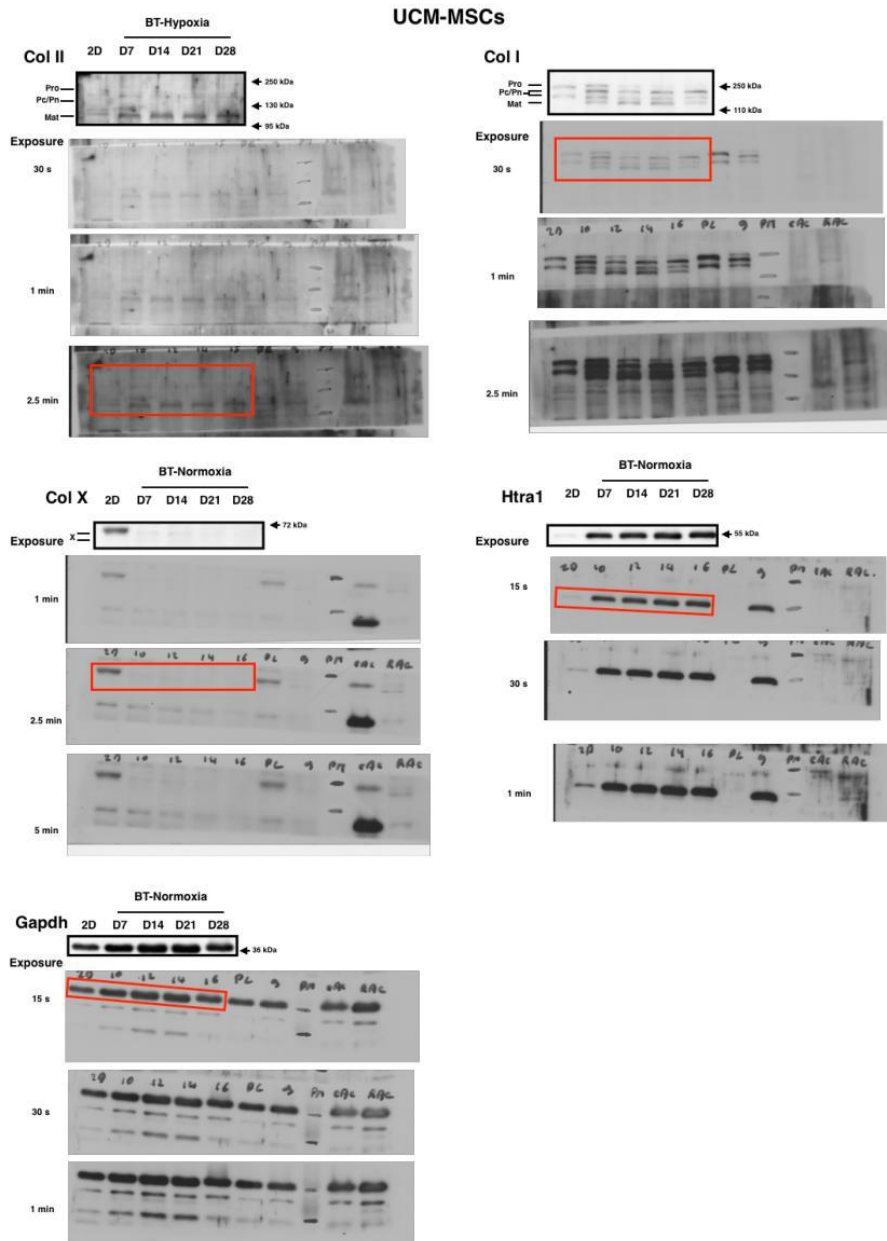 UCM-MSCs
BT-Hypoxia
Col II 2D D7 D14 D21 D28
Pro
Pc/Pn
Mat
250 kDa
130 kDa
95 kDa
Exposure
30 s
1 min
2.5 min
Col I
Pro
Pc/Pn
Mat
250 kDa
110 kDa
Exposure
30 s
2D 10 12 14 16 PL 9 PM cAC RAC
1 min
2.5 min
BT-Normoxia
Col X 2D D7 D14 D21 D28
X
72 kDa
Exposure
1 min
2D 10 12 14 16 PL 9 PM cAC RAC
2.5 min
2D 10 12 14 16 PL 9 PM cAC RAC
5 min
BT-Normoxia
Htra1 2D D7 D14 D21 D28
55 kDa
Exposure
2D 10 12 14 16 PL 9 PM cAC RAC
15 s
30 s
2D 10 12 14 16 PL 9 PM cAC RAC
1 min
BT-Normoxia
Gapdh 2D D7 D14 D21 D28
36 kDa
Exposure
2D 10 12 14 16 PL 9 PM cAC RAC
15 s
2D 10 12 14 16 PL 9 PM cAC RAC
30 s
1 min